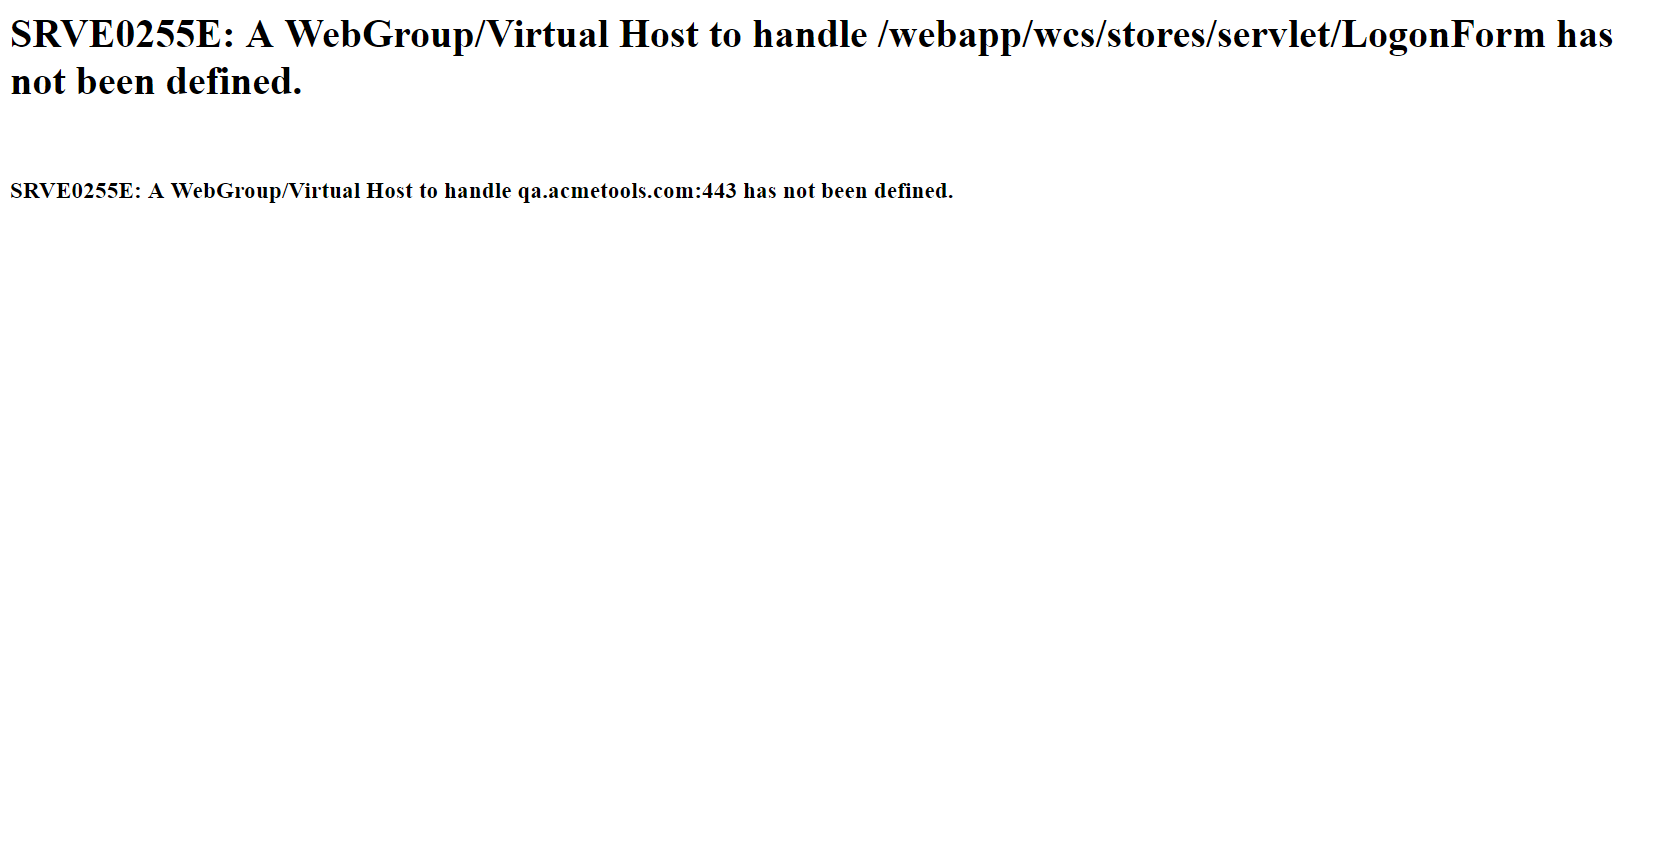 SRVE0255E: A WebGroup/Virtual Host to handle /webapp/wcs/stores/servlet/LogonForm has
not been defined.
SRVE0255E: A WebGroup/Virtual Host to handle qa.acmetools.com:443 has not been defined.